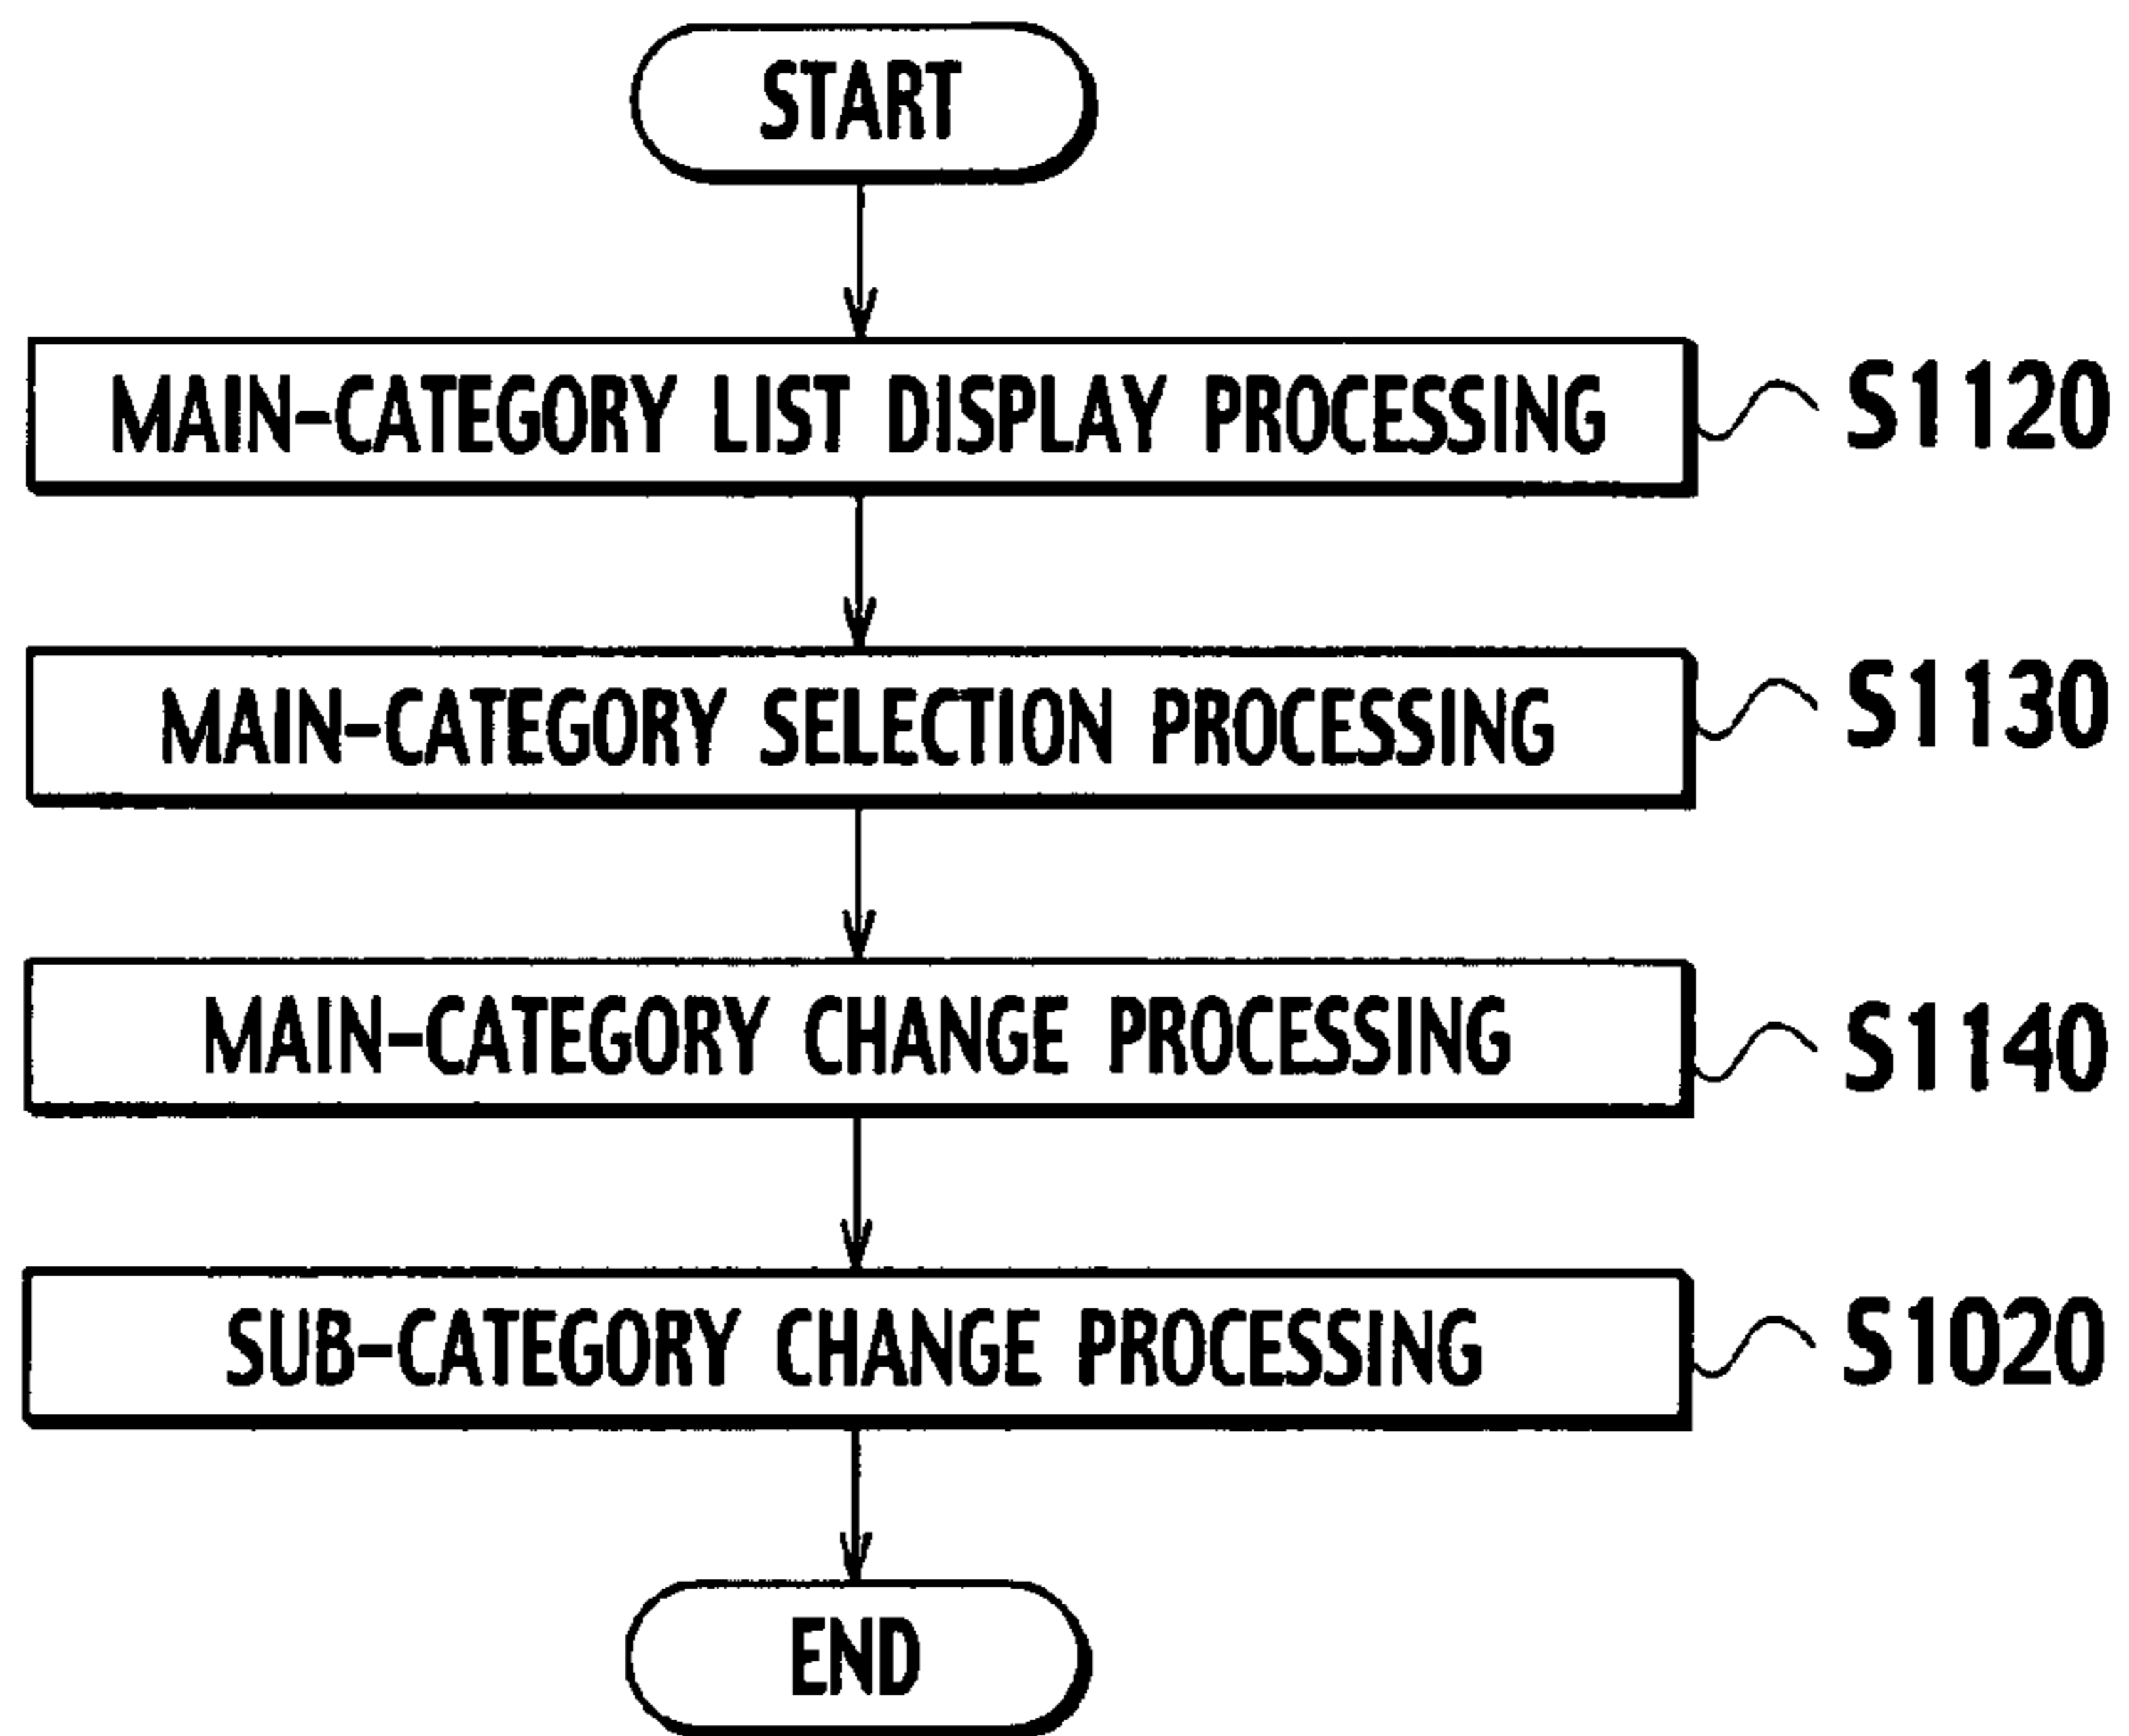 START
MAIN-CATEGORY LIST DISPLAY PROCESSING S1120
MAIN-CATEGORY SELECTION PROCESSING S1130
MAIN-CATEGORY CHANGE PROCESSING S1140
SUB-CATEGORY CHANGE PROCESSING S1020
END